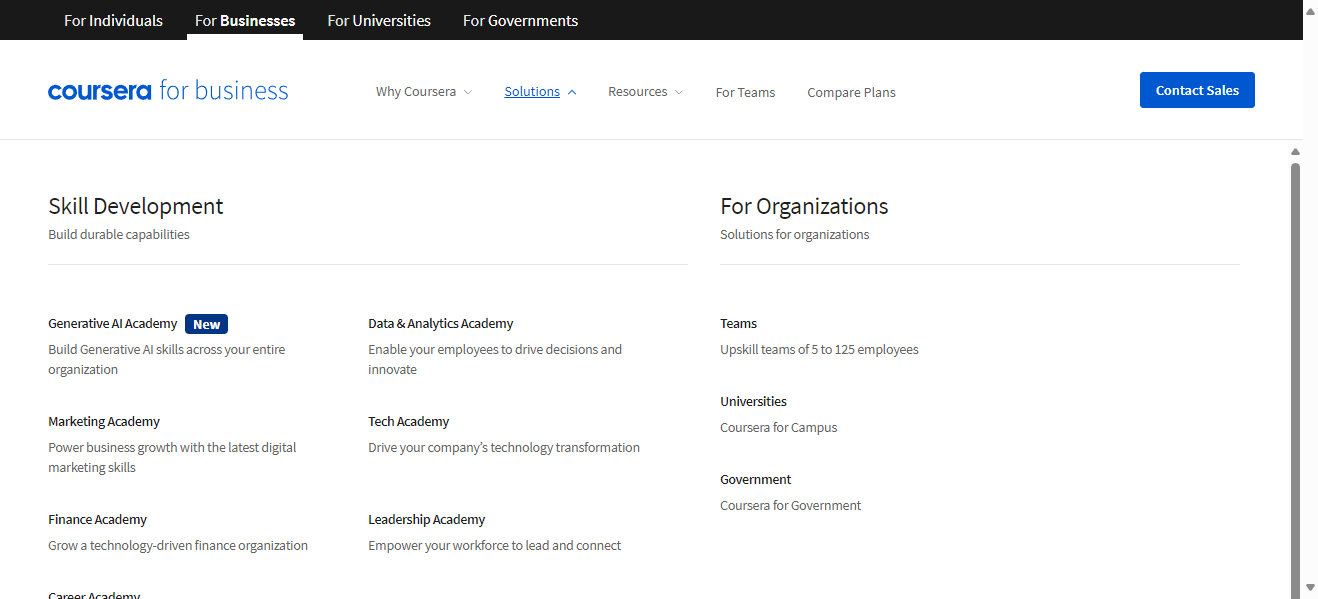 For Individuals
For Businesses
For Universities
For Governments
coursera for business
Why Coursera
Solutions
Resources
For Teams
Compare Plans
Contact Sales
Skill Development
Build durable capabilities
Generative AI Academy New
Build Generative AI skills across your entire
organization
Data & Analytics Academy
Enable your employees to drive decisions and
innovate
Marketing Academy
Power business growth with the latest digital
marketing skills
Tech Academy
Drive your company's technology transformation
Finance Academy
Grow a technology-driven finance organization
Leadership Academy
Empower your workforce to lead and connect
Career Academy
For Organizations
Solutions for organizations
Teams
Upskill teams of 5 to 125 employees
Universities
Coursera for Campus
Government
Coursera for Government